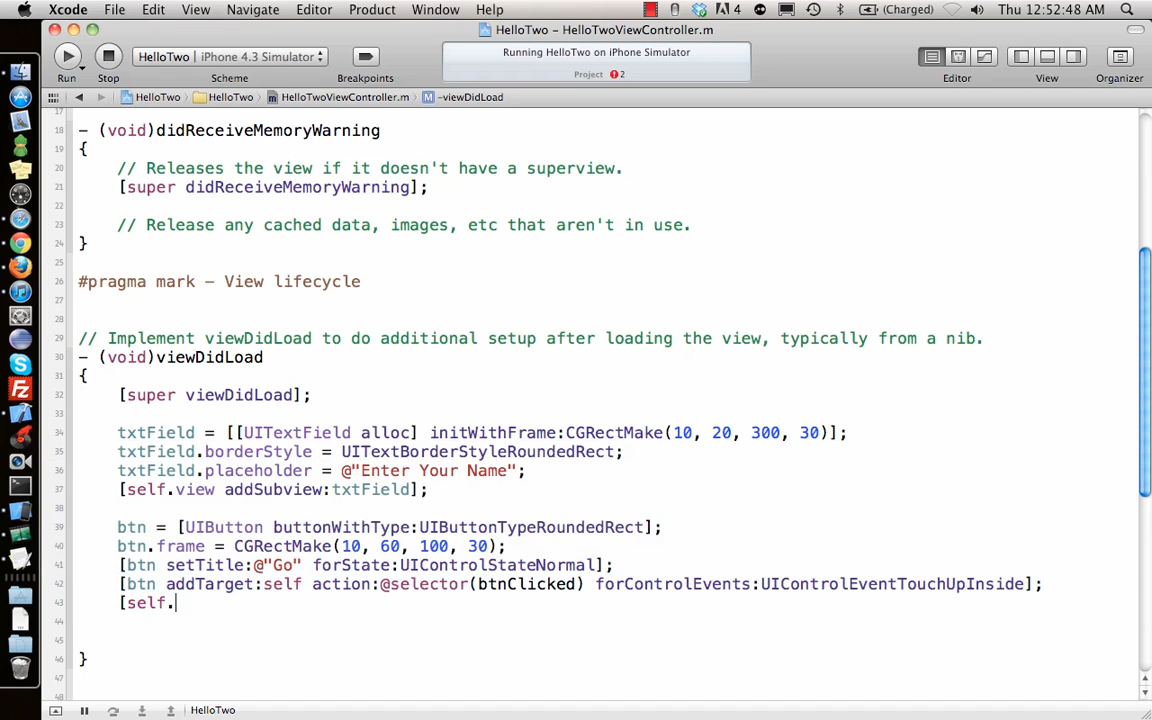 Xcode File Edit View Navigate Editor Product Window Help 4 (Charged) Thu 12:52:48 AM
HelloTwo – HelloTwoViewController.m
HelloTwo | iPhone 4.3 Simulator
Running HelloTwo on iPhone Simulator
Project 2
Run Stop Scheme Breakpoints Editor View Organizer
HelloTwo HelloTwo HelloTwoViewController.m M -viewDidLoad
17
18 - (void)didReceiveMemoryWarning
19 {
20 // Releases the view if it doesn't have a superview.
21 [super didReceiveMemoryWarning];
22
23 // Release any cached data, images, etc that aren't in use.
24 }
25
26 #pragma mark - View lifecycle
27
28
29 // Implement viewDidLoad to do additional setup after loading the view, typically from a nib.
30 - (void)viewDidLoad
31 {
32 [super viewDidLoad];
33
34 txtField = [[UITextField alloc] initWithFrame:CGRectMake(10, 20, 300, 30)];
35 txtField.borderStyle = UITextBorderStyleRoundedRect;
36 txtField.placeholder = @"Enter Your Name";
37 [self.view addSubview:txtField];
38
39 btn = [UIButton buttonWithType:UIButtonTypeRoundedRect];
40 btn.frame = CGRectMake(10, 60, 100, 30);
41 [btn setTitle:@"Go" forState:UIControlStateNormal];
42 [btn addTarget:self action:@selector(btnClicked) forControlEvents:UIControlEventTouchUpInside];
43 [self.
44
45
46 }
47
48
HelloTwo